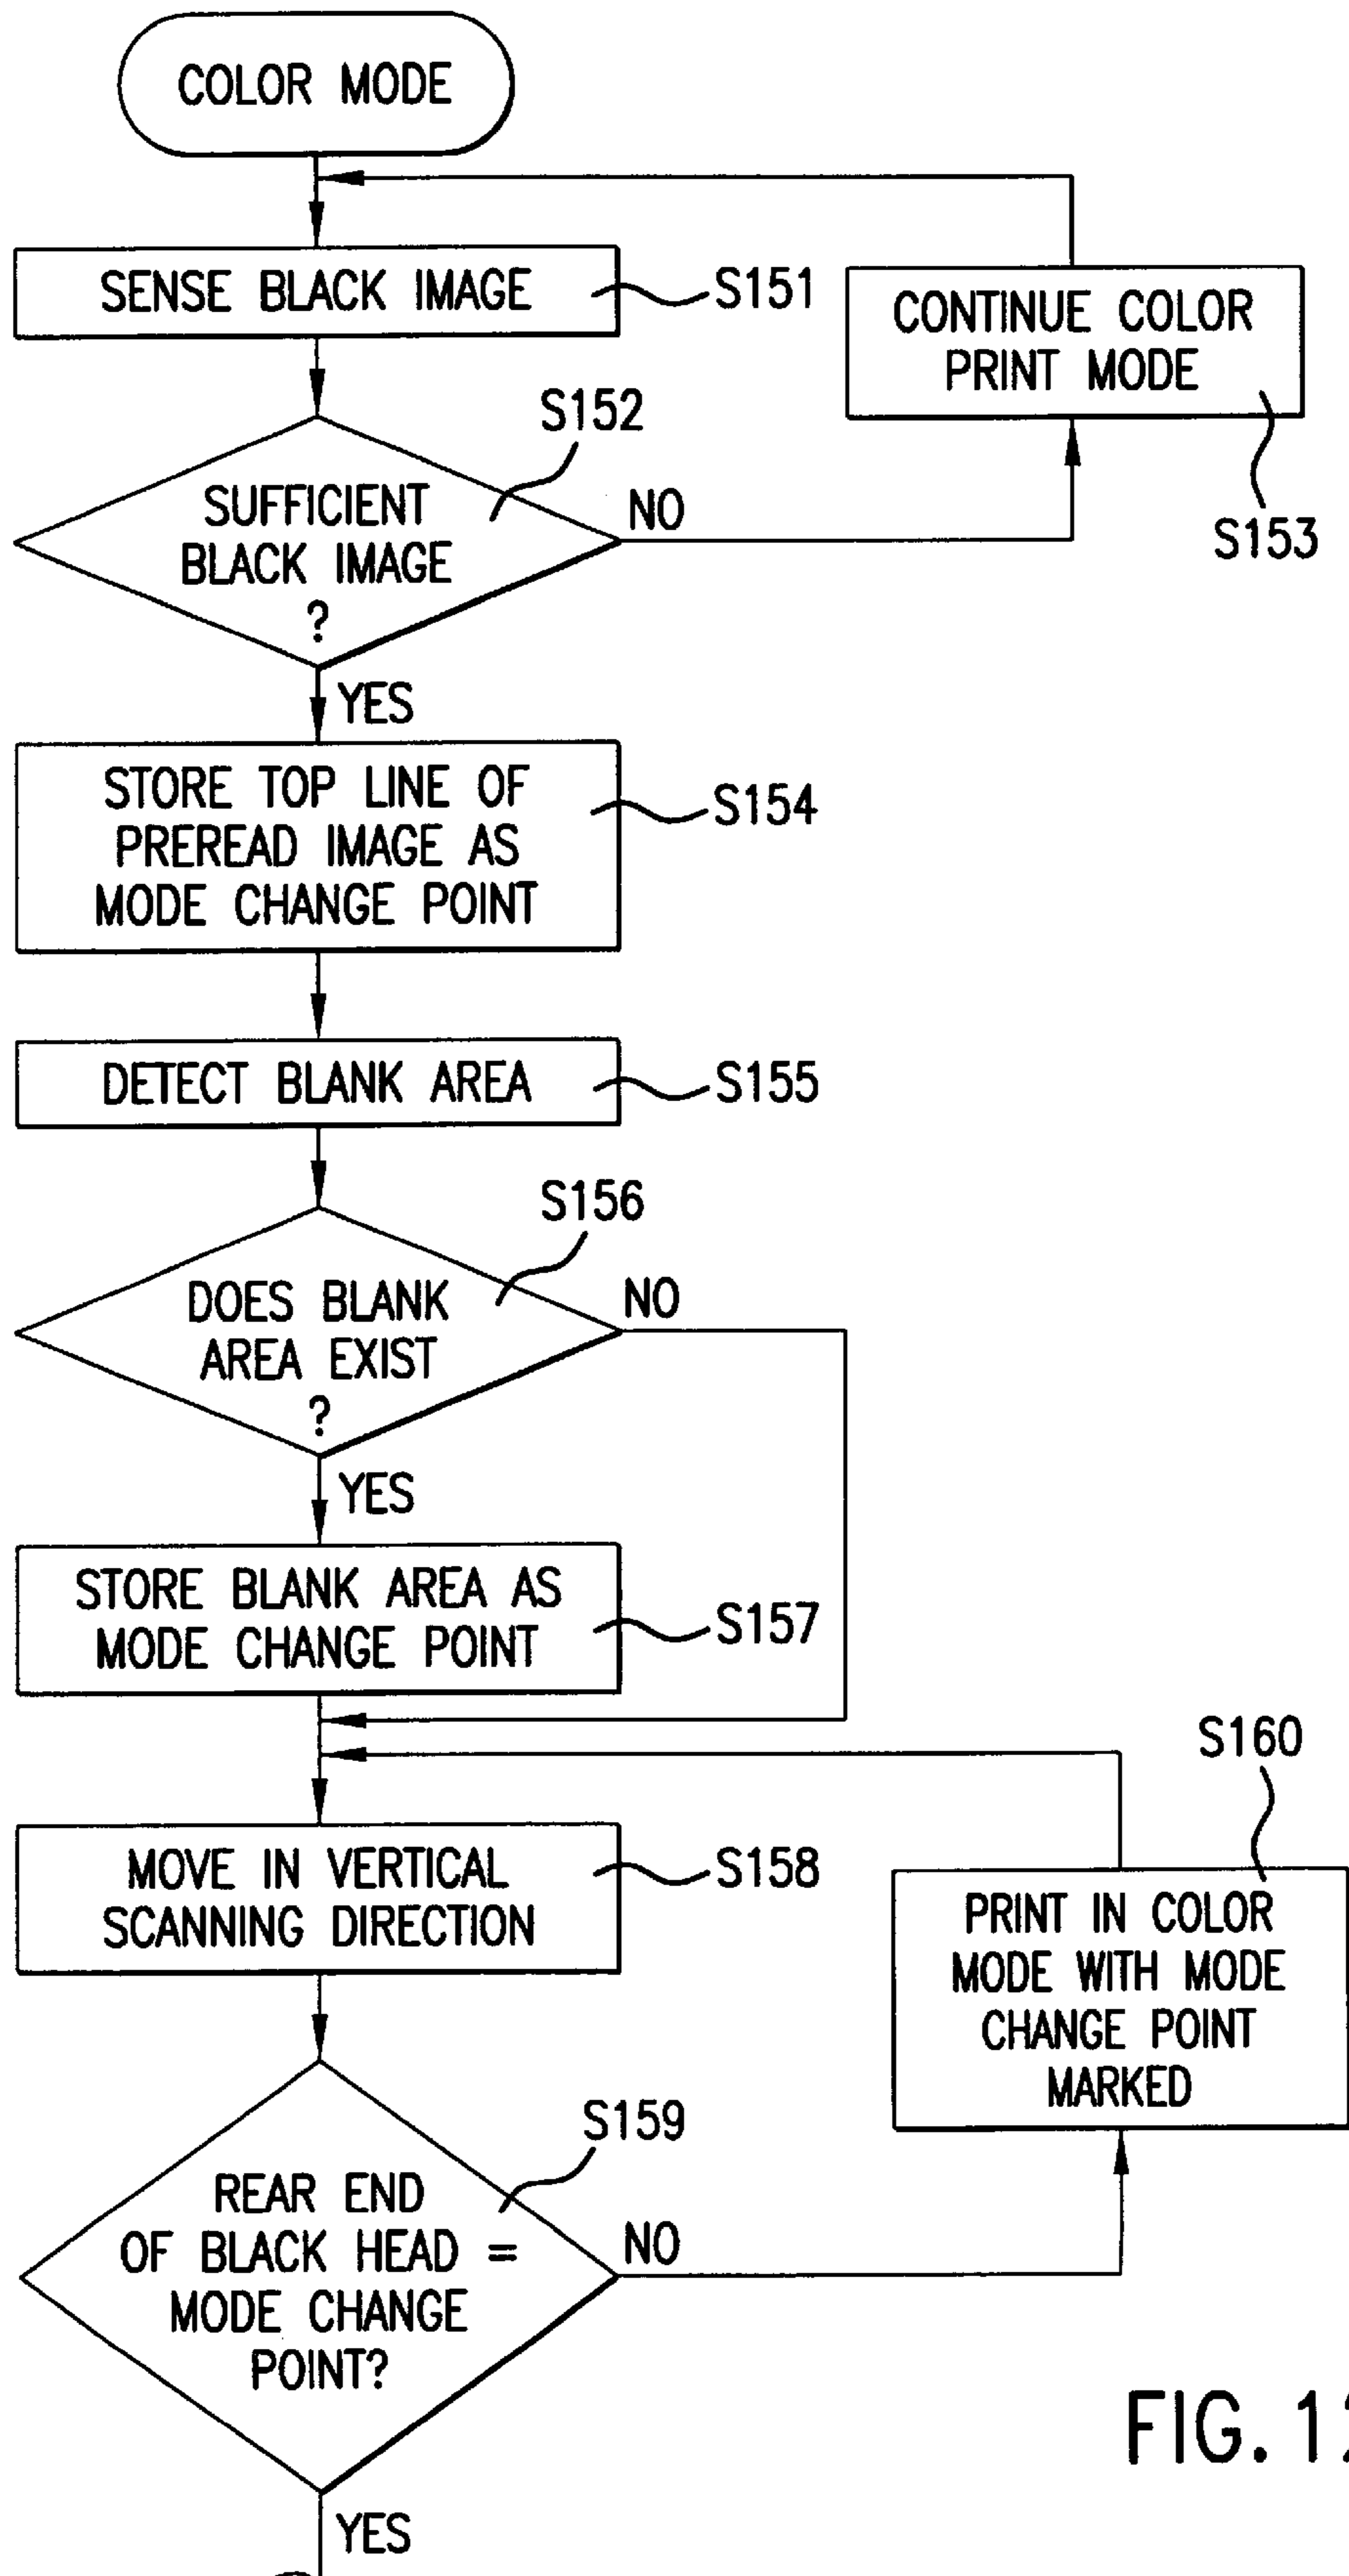 COLOR MODE
SENSE BLACK IMAGE
S151
CONTINUE COLOR
PRINT MODE
S153
S152
SUFFICIENT
BLACK IMAGE
?
NO
YES
STORE TOP LINE OF
PREREAD IMAGE AS
MODE CHANGE POINT
S154
DETECT BLANK AREA
S155
S156
DOES BLANK
AREA EXIST
?
NO
YES
STORE BLANK AREA AS
MODE CHANGE POINT
S157
MOVE IN VERTICAL
SCANNING DIRECTION
S158
S160
PRINT IN COLOR
MODE WITH MODE
CHANGE POINT
MARKED
S159
REAR END
OF BLACK HEAD =
MODE CHANGE
POINT?
NO
YES
FIG. 1